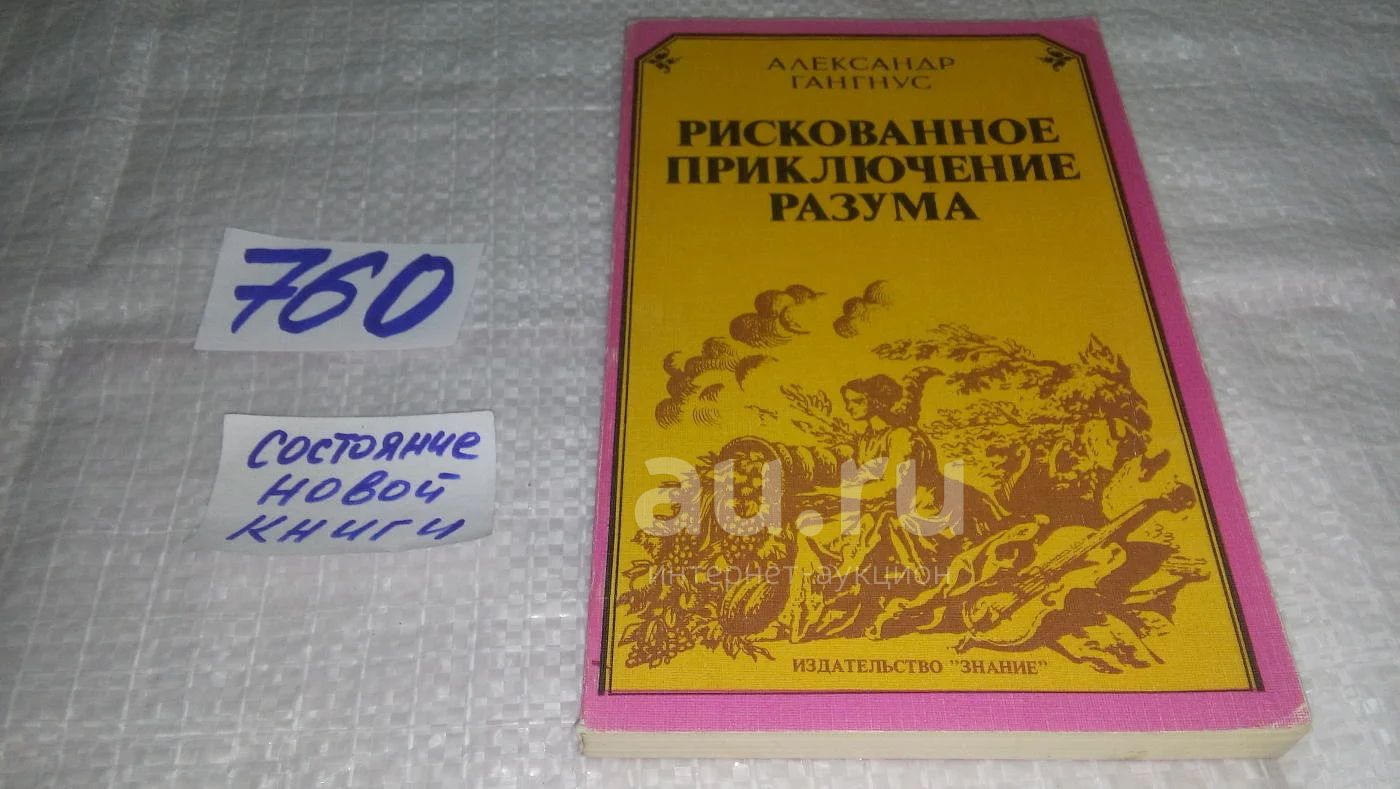 760
состояние
новой
книги
АЛЕКСАНДР
ГАНГНУС
РИСКОВАННОЕ
ПРИКЛЮЧЕНИЕ
РАЗУМА
au.ru
интернет-аукцион
ИЗДАТЕЛЬСТВО "ЗНАНИЕ"